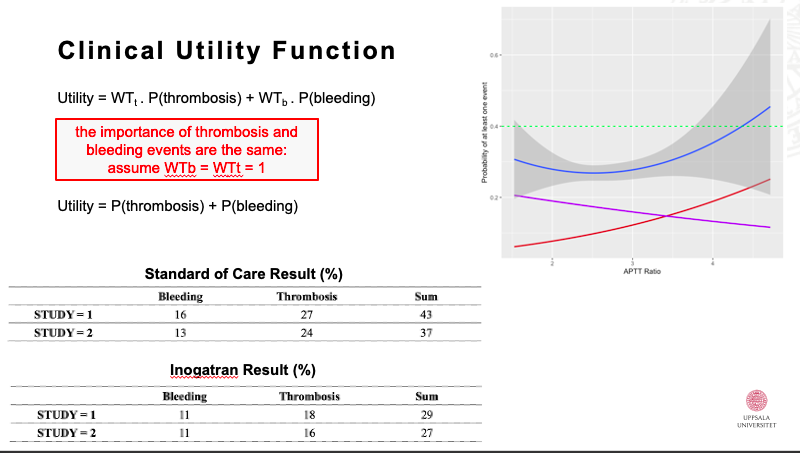 Clinical Utility Function
Utility = WTt . P(thrombosis) + WTb . P(bleeding)
the importance of thrombosis and
bleeding events are the same:
assume WTb = WTt = 1
Utility = P(thrombosis) + P(bleeding)
Probability of at least one event
0.6
0.4
0.2
2 3 4
APTT Ratio
Standard of Care Result (%)
Bleeding Thrombosis Sum
STUDY = 1 16 27 43
STUDY = 2 13 24 37
Inogatran Result (%)
Bleeding Thrombosis Sum
STUDY = 1 11 18 29
STUDY = 2 11 16 27
UPPSALA
UNIVERSITET